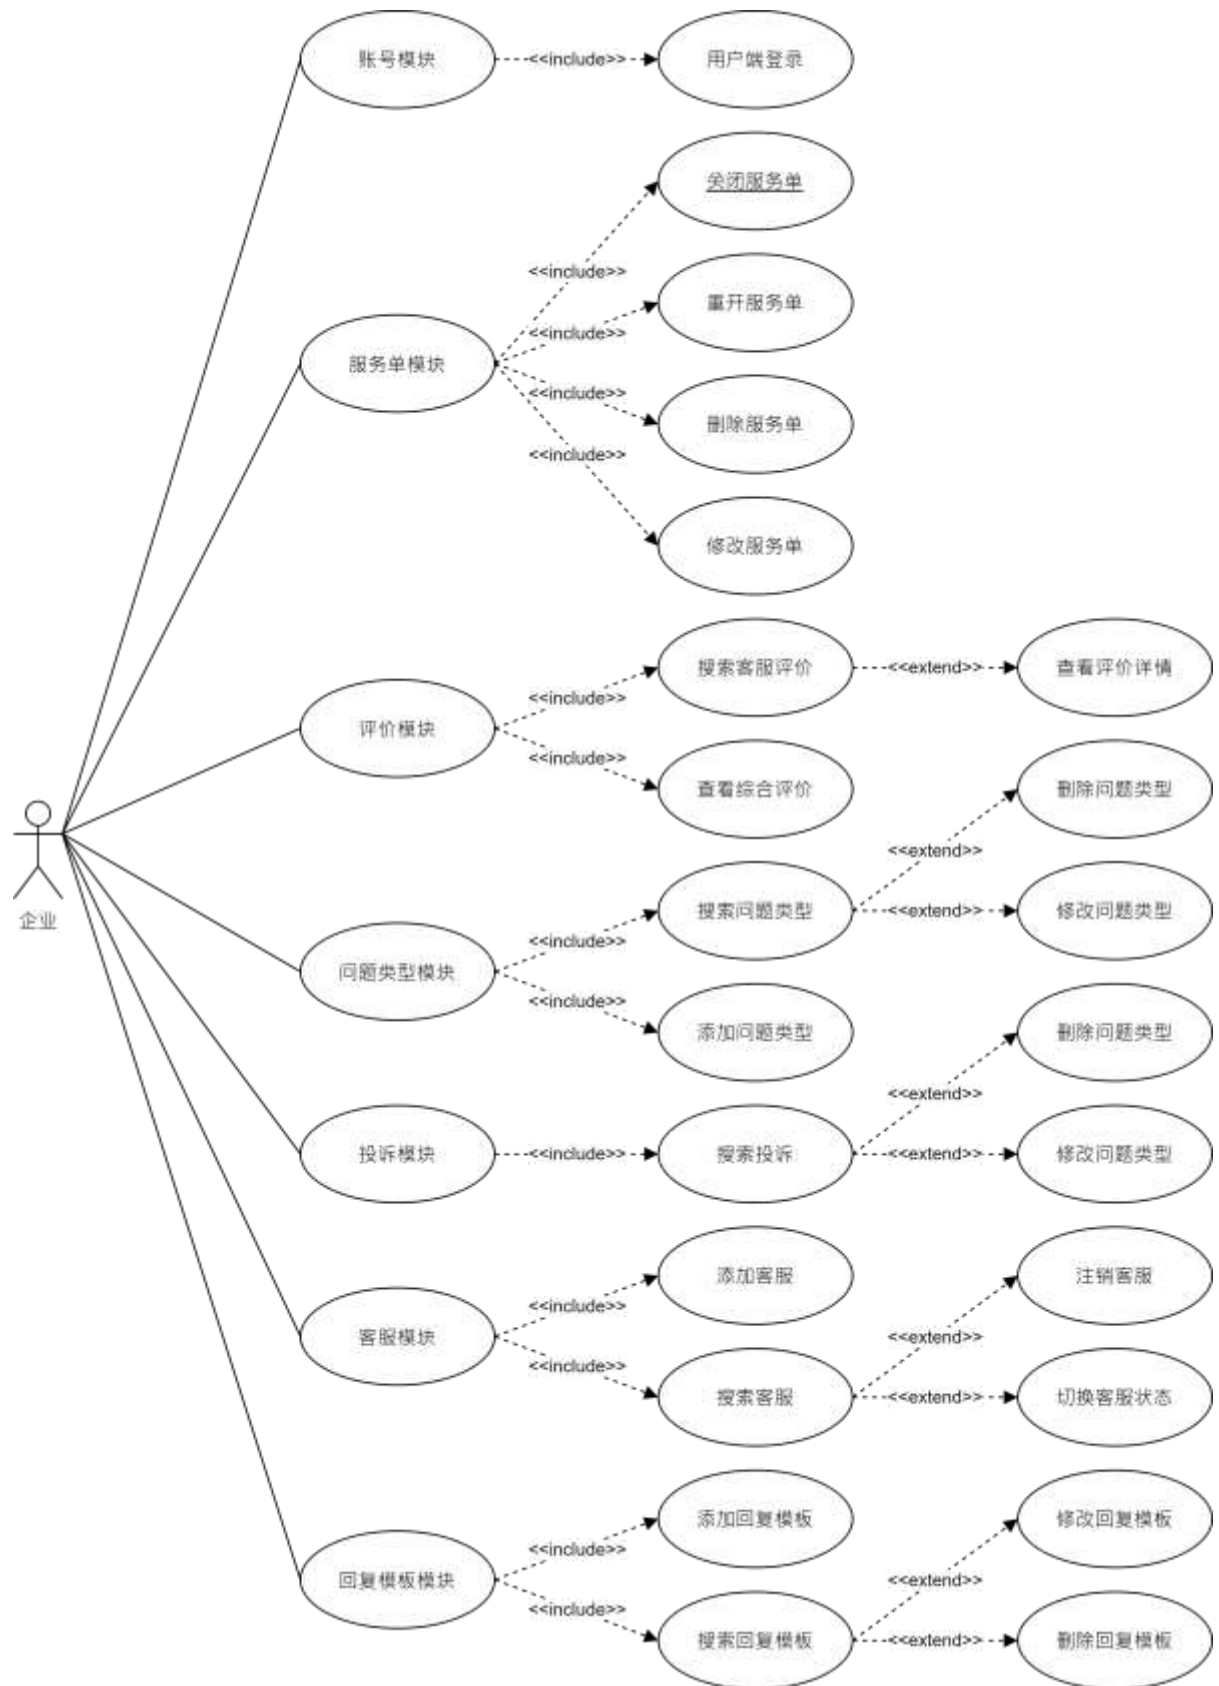 账号模块
<<include>>
用户端登录
关闭服务单
<<include>>
重开服务单
<<include>>
服务单模块
<<include>>
删除服务单
<<include>>
修改服务单
搜索客服评价
<<extend>>
查看评价详情
<<include>>
评价模块
<<include>>
查看综合评价
删除问题类型
<<extend>>
搜索问题类型
<<extend>>
修改问题类型
企业
<<include>>
问题类型模块
<<include>>
添加问题类型
删除问题类型
<<extend>>
投诉模块
<<include>>
搜索投诉
<<extend>>
修改问题类型
添加客服
注销客服
<<include>>
客服模块
<<extend>>
<<include>>
搜索客服
<<extend>>
切换客服状态
添加回复模板
修改回复模板
<<include>>
回复模板模块
<<extend>>
<<include>>
搜索回复模板
<<extend>>
删除回复模板